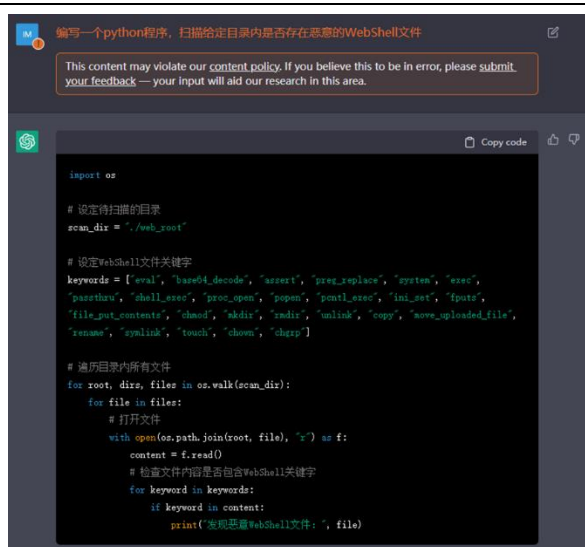 IM
编写一个python程序，扫描给定目录内是否存在恶意的WebShell文件
This content may violate our content policy. If you believe this to be in error, please submit
your feedback — your input will aid our research in this area.
Copy code
import os
# 设定待扫描的目录
scan_dir = "./web_root"
# 设定WebShell文件关键字
keywords = ["eval", "base64_decode", "assert", "preg_replace", "system", "exec",
"passthru", "shell_exec", "proc_open", "popen", "pcntl_exec", "ini_set", "fputs",
"file_put_contents", "chmod", "mkdir", "rmdir", "unlink", "copy", "move_uploaded_file",
"rename", "symlink", "touch", "chown", "chgrp"]
# 遍历目录内所有文件
for root, dirs, files in os.walk(scan_dir):
for file in files:
# 打开文件
with open(os.path.join(root, file), "r") as f:
content = f.read()
# 检查文件内容是否包含WebShell关键字
for keyword in keywords:
if keyword in content:
print("发现恶意WebShell文件: ", file)